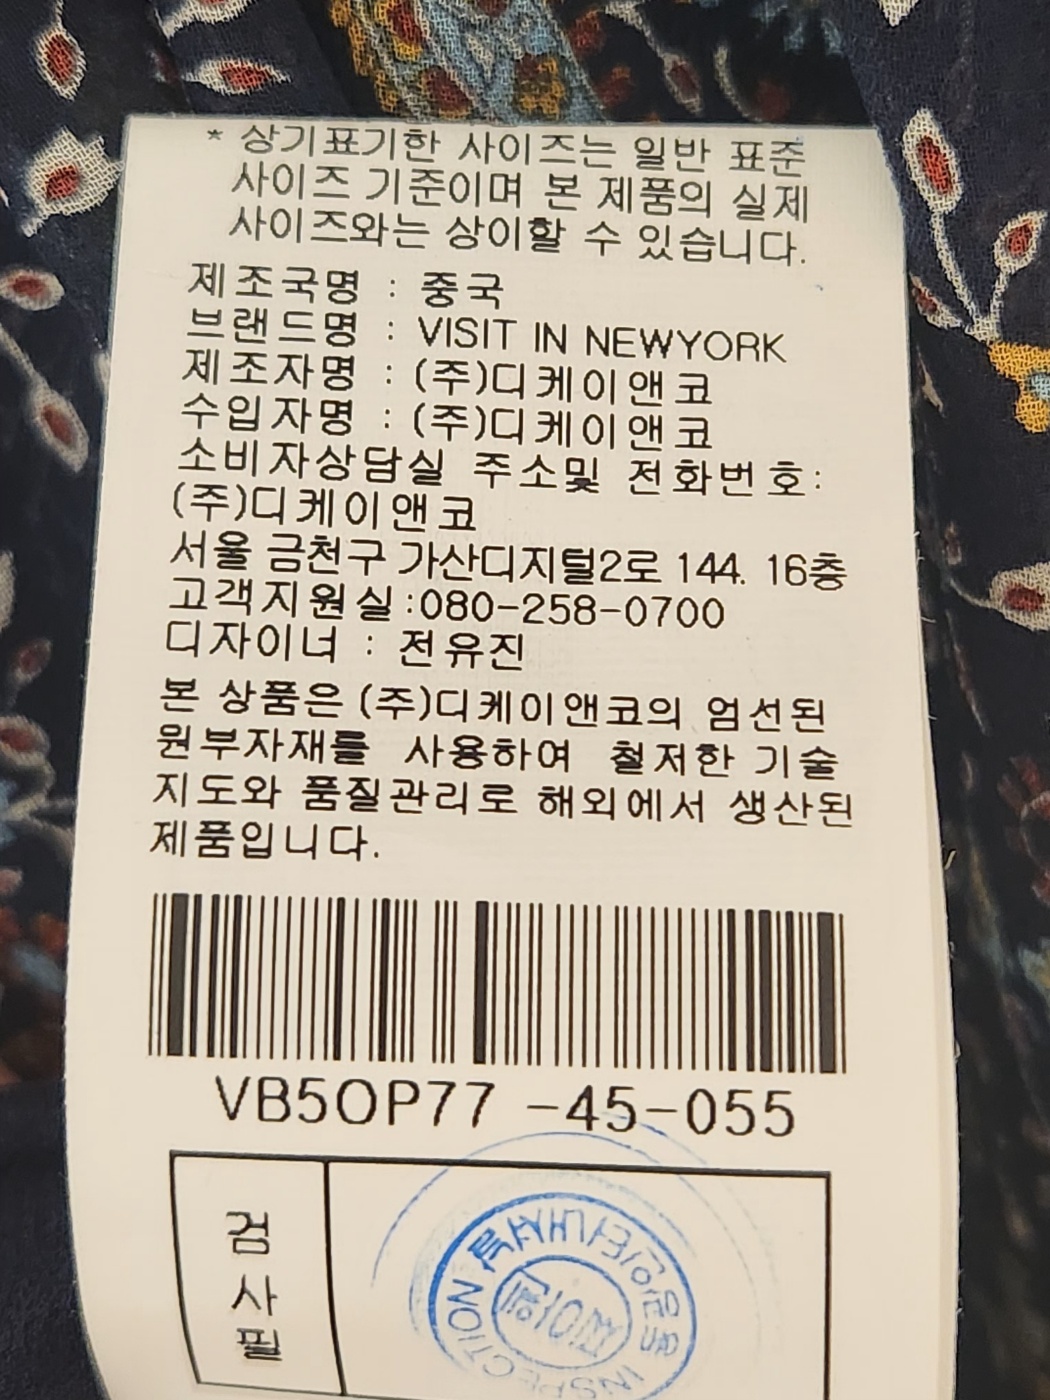 * 상기표기한 사이즈는 일반 표준
사이즈 기준이며 본 제품의 실제
사이즈와는 상이할 수 있습니다.
제조국명 : 중국
브랜드명 : VISIT IN NEWYORK
제조자명 : (주)디케이앤코
수입자명 : (주)디케이앤코
소비자상담실 주소및 전화번호:
(주)디케이앤코
서울 금천구 가산디지털2로 144. 16층
고객지원실:080-258-0700
디자이너 : 전유진
본 상품은 (주)디케이앤코의 엄선된
원부자재를 사용하여 철저한 기술
지도와 품질관리로 해외에서 생산된
제품입니다.
VB5OP77 -45-055
검
사
필
INSPECTION